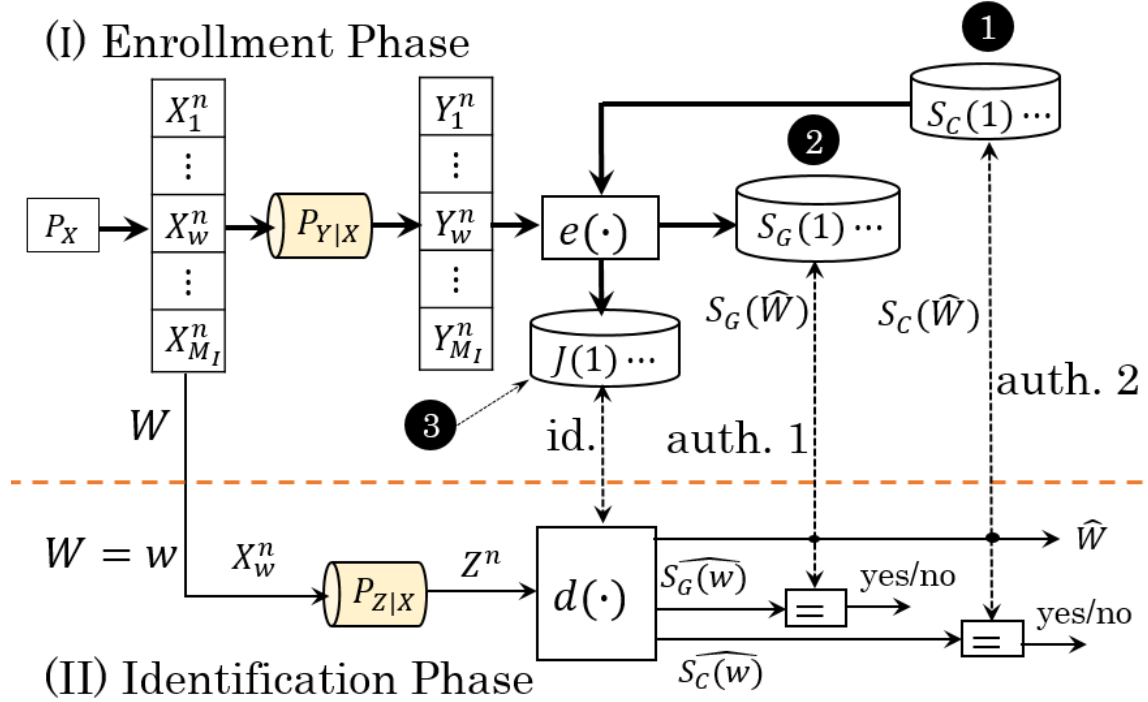 (I) Enrollment Phase
1
X_1^n
Y_1^n
S_C(1) ⋯
2
⋮
⋮
P_X
X_w^n
P_{Y|X}
Y_w^n
e(·)
S_G(1) ⋯
⋮
⋮
S_G(Ŵ)
S_C(Ŵ)
X_{M_I}^n
Y_{M_I}^n
J(1) ⋯
auth. 2
W
3
id.
auth. 1
W = w
X_w^n
Z^n
Ŵ
P_{Z|X}
d(·)
\widehat{S_G(w)}
=
yes/no
\widehat{S_C(w)}
=
yes/no
(II) Identification Phase